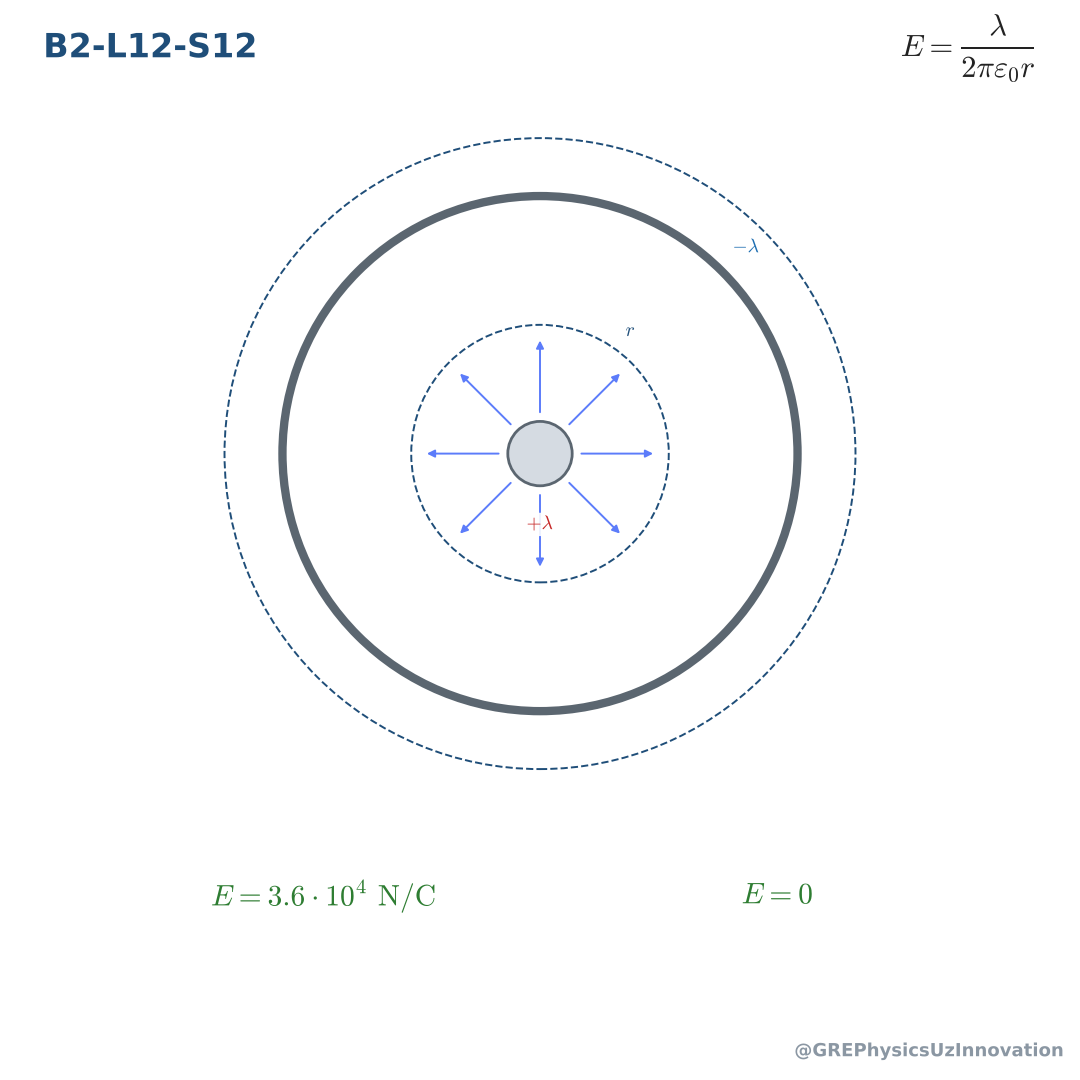 B2-L12-S12
E = λ / 2πε₀r
−λ
r
+λ
E = 3.6 · 10⁴ N/C
E = 0
@GREPhysicsUzInnovation